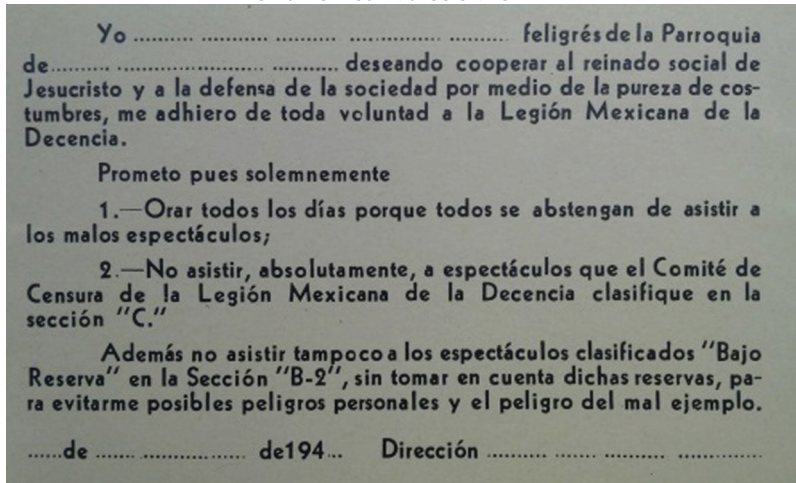 Yo ......... ......... ......... ............... ......... feligrés de la Parroquia
de......... ...................... .......... deseando cooperar al reinado social de
Jesucristo y a la defensa de la sociedad por medio de la pureza de cos-
tumbres, me adhiero de toda voluntad a la Legión Mexicana de la
Decencia.
Prometo pues solemnemente
1.—Orar todos los días porque todos se abstengan de asistir a
los malos espectáculos;
2.—No asistir, absolutamente, a espectáculos que el Comité de
Censura de la Legión Mexicana de la Decencia clasifique en la
sección "C."
Además no asistir tampoco a los espectáculos clasificados "Bajo
Reserva" en la Sección "B-2", sin tomar en cuenta dichas reservas, pa-
ra evitarme posibles peligros personales y el peligro del mal ejemplo.
......de ...... ................ de194... Dirección ......... ...... ......... ............